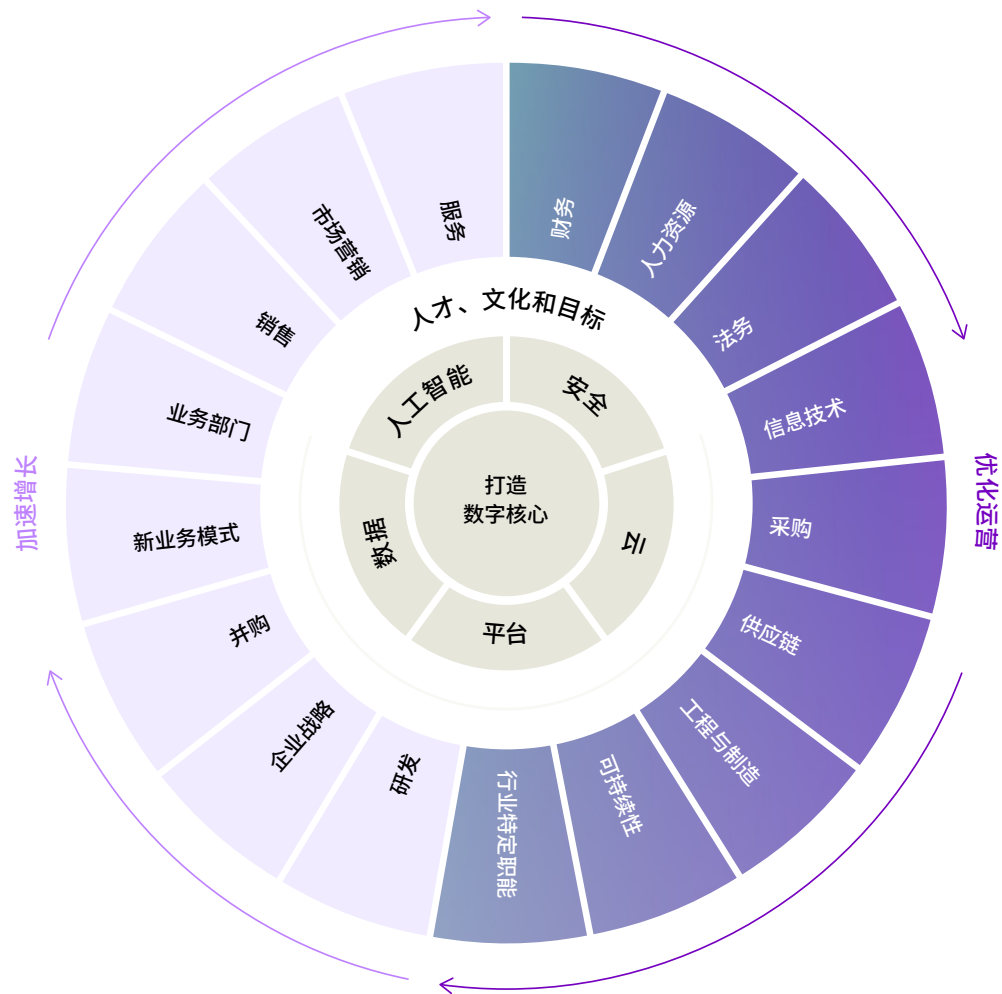 财务
人力资源
法务
信息技术
采购
供应链
工程与制造
可持续性
行业特定职能
研发
企业战略
并购
新业务模式
业务部门
销售
市场营销
服务
人才、文化和目标
人工智能
安全
云
平台
数据
打造
数字核心
优化运营
加速增长